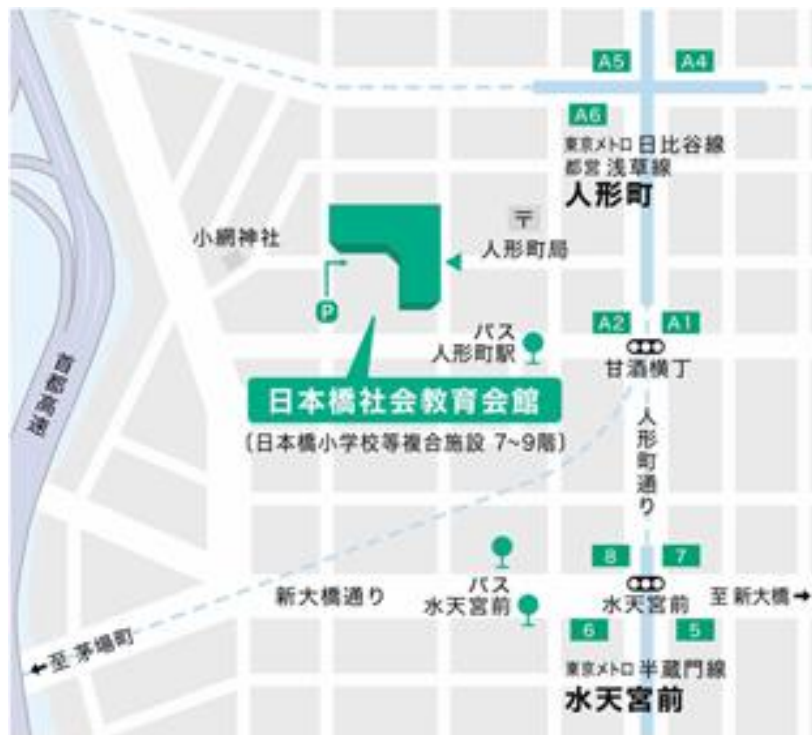 A5
A4
A6
東京メトロ 日比谷線
都営 浅草線
人形町
〒
人形町局
小網神社
P
A2
A1
バス
人形町駅
甘酒横丁
首都高速
日本橋社会教育会館
(日本橋小学校等複合施設 7~9階)
人形町通り
8
7
バス
水天宮前
新大橋通り
水天宮前
至 新大橋→
←至 茅場町
6
5
東京メトロ 半蔵門線
水天宮前